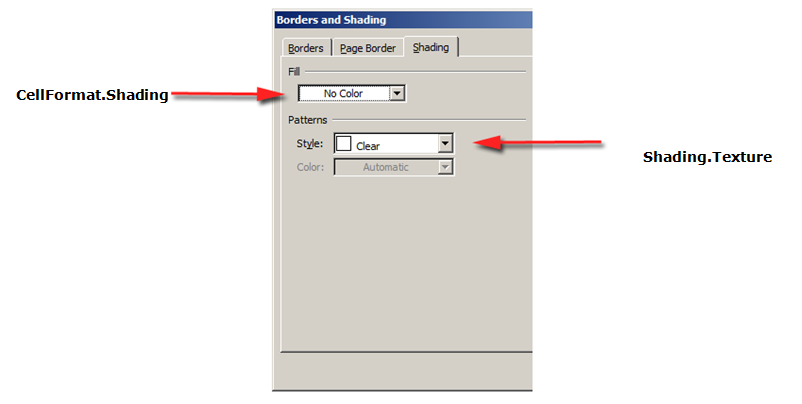 Borders and Shading
Borders Page Border Shading
Fill
CellFormat.Shading
No Color
Patterns
Style: Clear
Shading.Texture
Color: Automatic